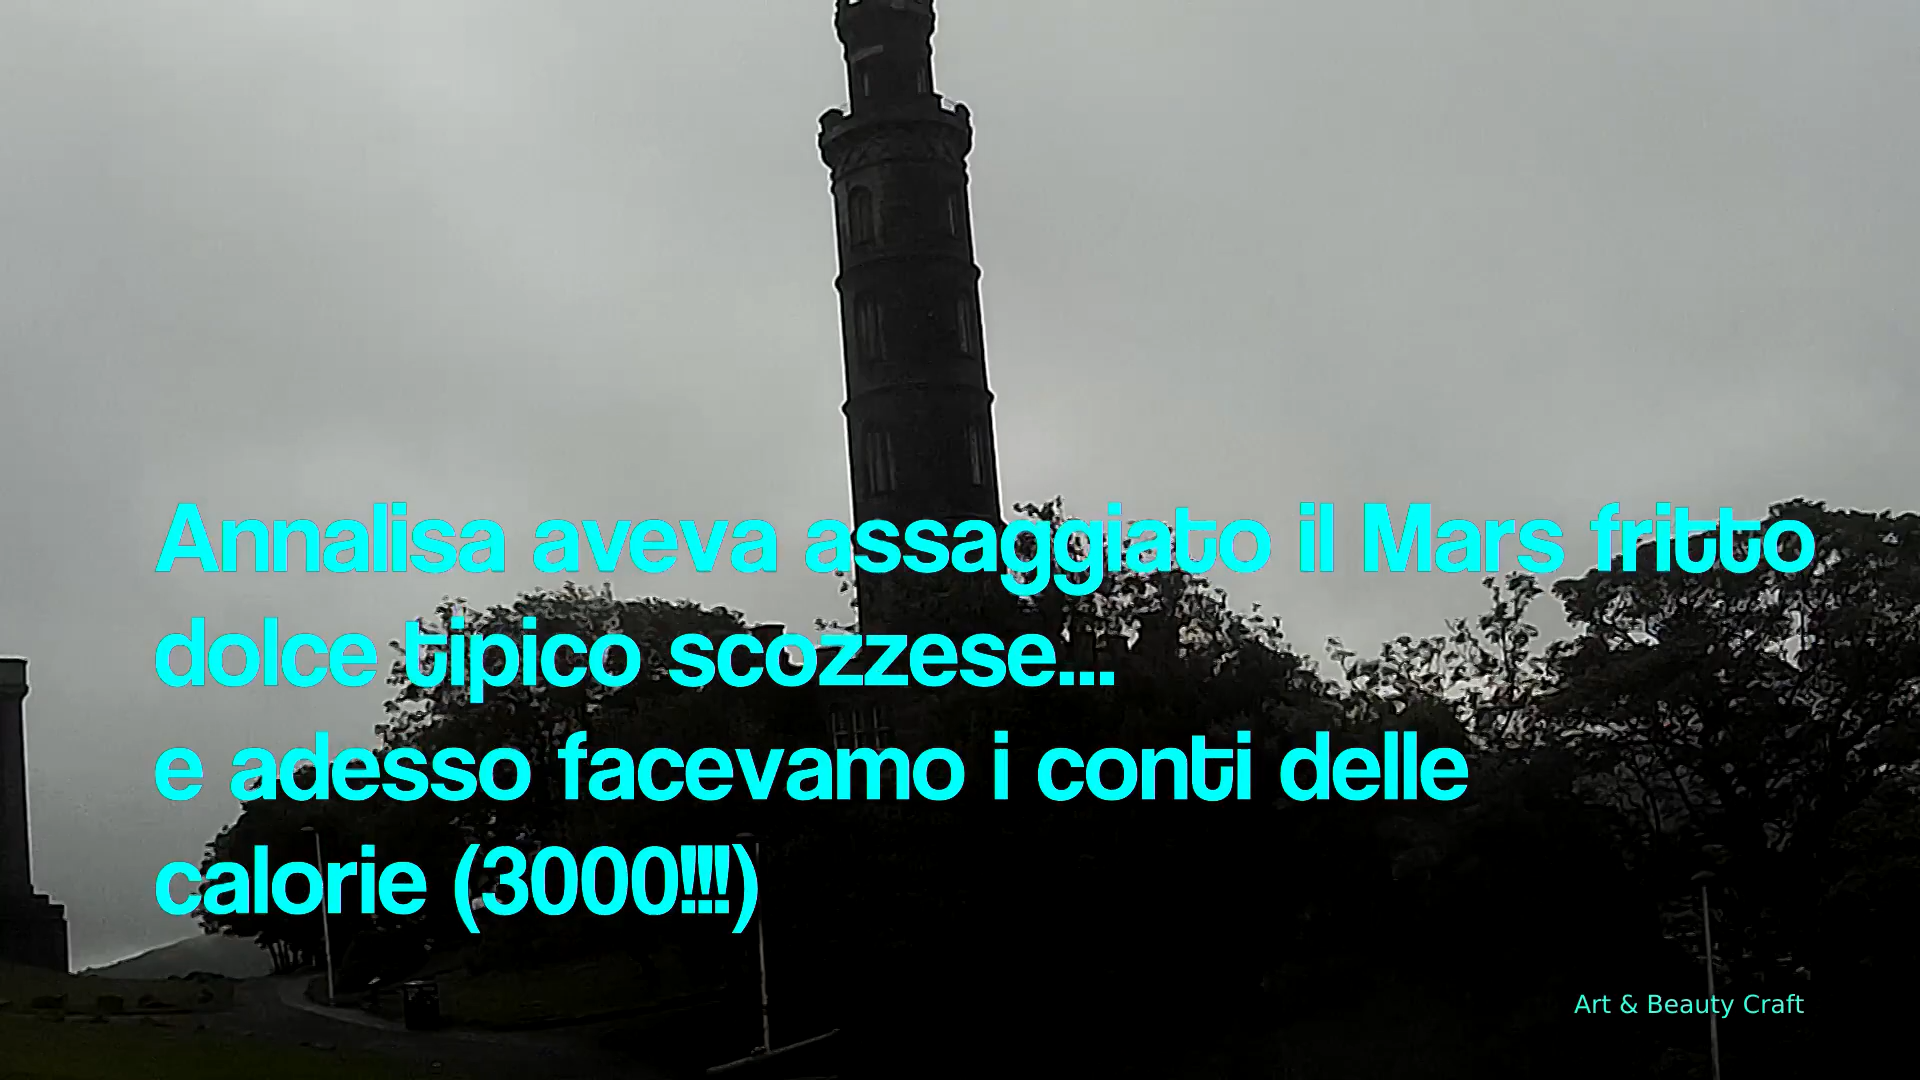 Annalisa aveva assaggiato il Mars fritto
dolce tipico scozzese...
e adesso facevamo i conti delle
calorie (3000!!!)
Art & Beauty Craft